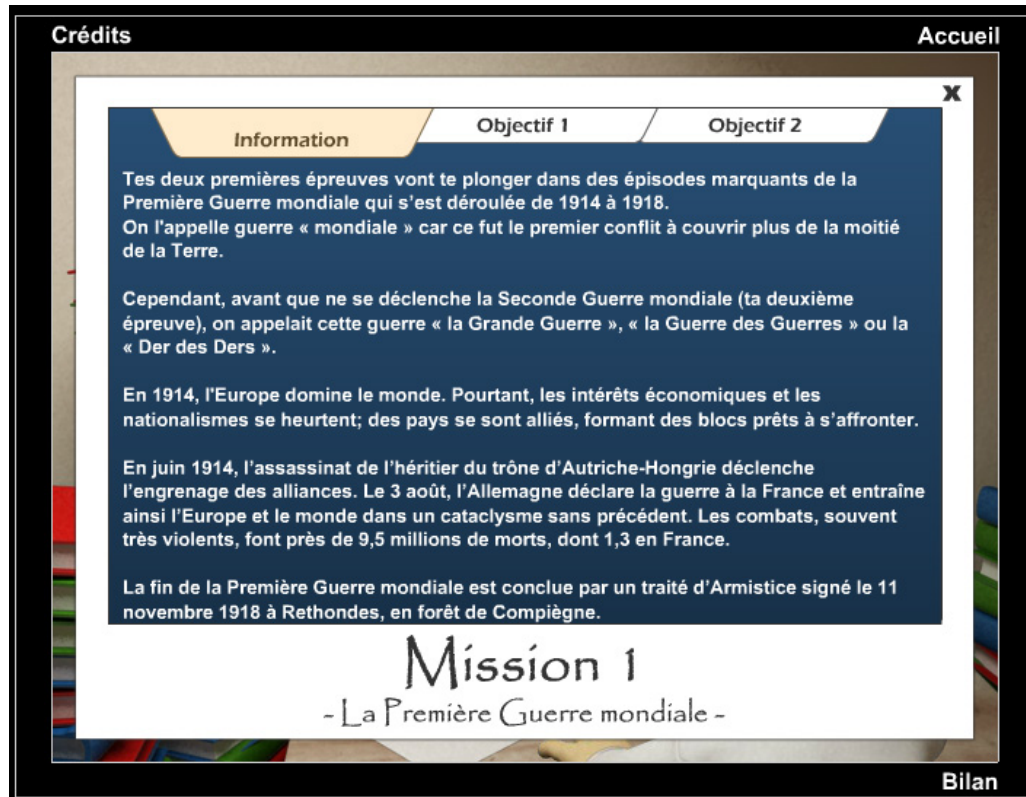 Crédits
Accueil
x
Information
Objectif 1
Objectif 2
Tes deux premières épreuves vont te plonger dans des épisodes marquants de la
Première Guerre mondiale qui s’est déroulée de 1914 à 1918.
On l'appelle guerre « mondiale » car ce fut le premier conflit à couvrir plus de la moitié
de la Terre.
Cependant, avant que ne se déclenche la Seconde Guerre mondiale (ta deuxième
épreuve), on appelait cette guerre « la Grande Guerre », « la Guerre des Guerres » ou la
« Der des Ders ».
En 1914, l'Europe domine le monde. Pourtant, les intérêts économiques et les
nationalismes se heurtent; des pays se sont alliés, formant des blocs prêts à s’affronter.
En juin 1914, l’assassinat de l’héritier du trône d’Autriche-Hongrie déclenche
l’engrenage des alliances. Le 3 août, l’Allemagne déclare la guerre à la France et entraîne
ainsi l’Europe et le monde dans un cataclysme sans précédent. Les combats, souvent
très violents, font près de 9,5 millions de morts, dont 1,3 en France.
La fin de la Première Guerre mondiale est conclue par un traité d’Armistice signé le 11
novembre 1918 à Rethondes, en forêt de Compiègne.
Mission 1
- La Première Guerre mondiale -
Bilan